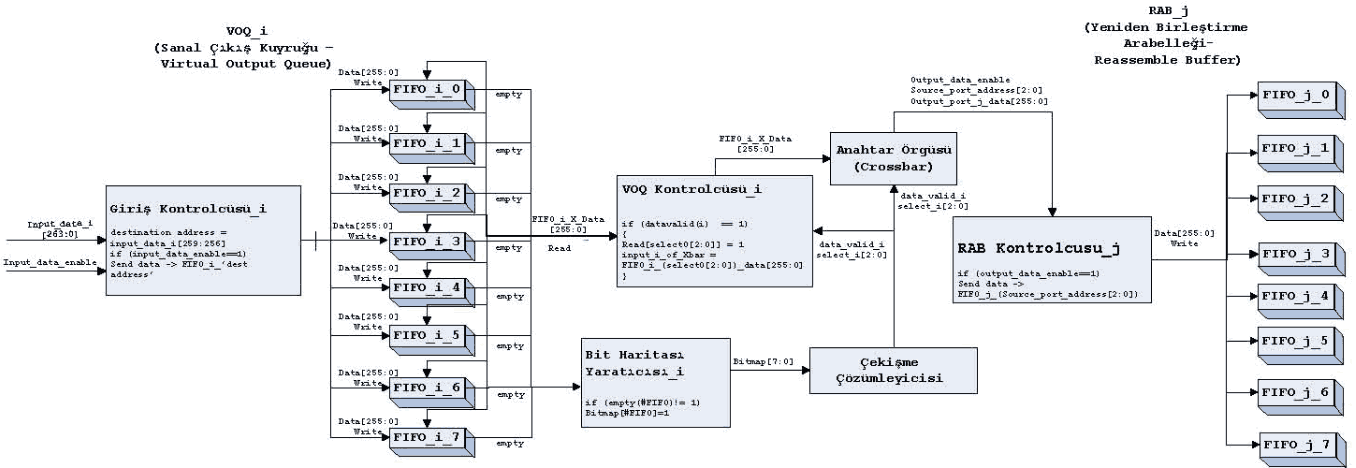 VOQ_i
(Sanal Çıkış Kuyruğu –
Virtual Output Queue)
RAB_j
(Yeniden Birleştirme
Arabelleği-
Reassemble Buffer)
Input_data_i
[263:0]
Input_data_enable
Giriş Kontrolcüsü_i
destination address =
input_data_i[259:256]
if (input_data_enable==1)
Send data -> FIFO_i_'dest
address'
Data[255:0]
Write
FIFO_i_0
empty
Data[255:0]
Write
FIFO_i_1
empty
Data[255:0]
Write
FIFO_i_2
empty
Data[255:0]
Write
FIFO_i_3
empty
Data[255:0]
Write
FIFO_i_4
empty
Data[255:0]
Write
FIFO_i_5
empty
Data[255:0]
Write
FIFO_i_6
empty
Data[255:0]
Write
FIFO_i_7
empty
FIFO_i_X_Data
[255:0]
Read
VOQ Kontrolcüsü_i
if (datavalid(i) == 1)
{
Read[select0[2:0]] = 1
input_i_of_Xbar =
FIFO_i_(select0[2:0])_data[255:0]
}
FIFO_i_X_Data
[255:0]
Anahtar Örgüsü
(Crossbar)
data_valid_i
select_i[2:0]
data_valid_i
select_i[2:0]
Bit Haritası
Yaratıcısı_i
if (empty(#FIFO)!= 1)
Bitmap[#FIFO]=1
Bitmap[7:0]
Çekişme
Çözümleyicisi
Output_data_enable
Source_port_address[2:0]
Output_port_j_data[255:0]
RAB Kontrolcusu_j
if (output_data_enable==1)
Send data ->
FIFO_j_(Source_port_address[2:0])
Data[255:0]
Write
FIFO_j_0
FIFO_j_1
FIFO_j_2
FIFO_j_3
FIFO_j_4
FIFO_j_5
FIFO_j_6
FIFO_j_7